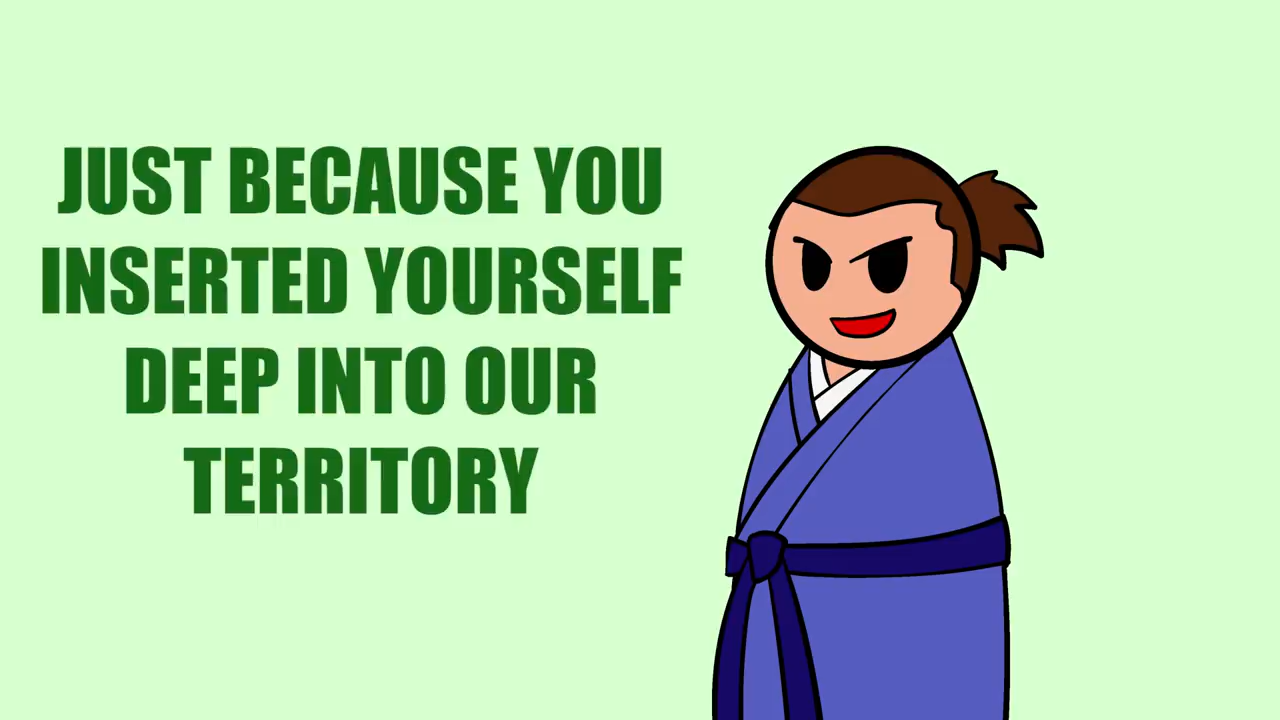 JUST BECAUSE YOU
INSERTED YOURSELF
DEEP INTO OUR
TERRITORY